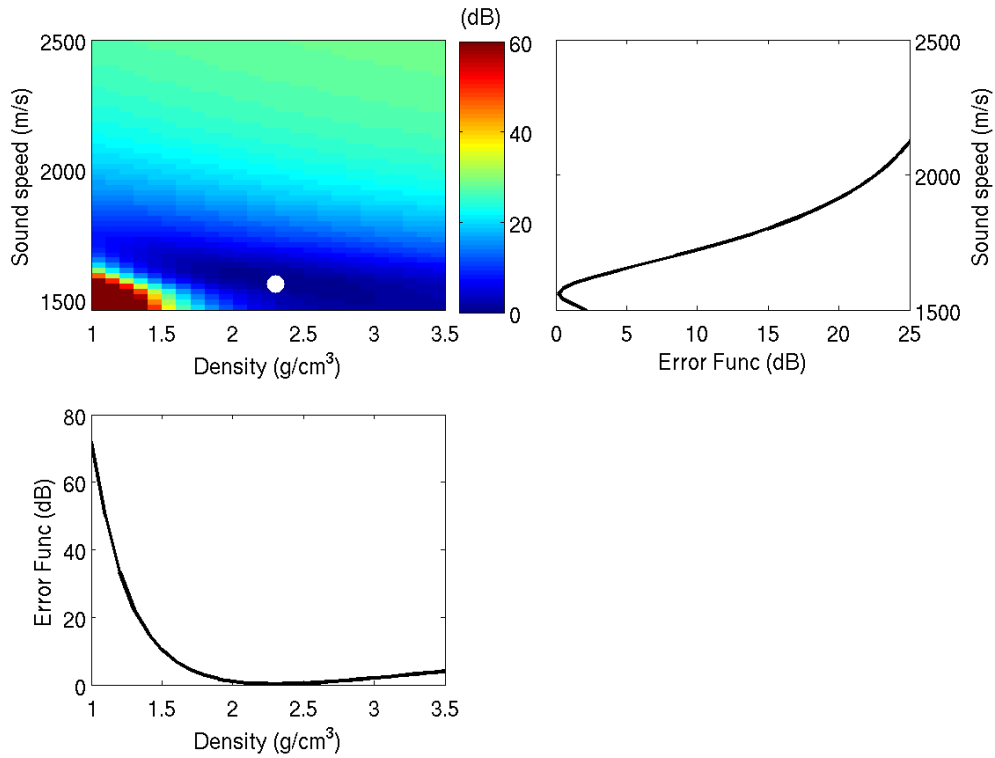 (dB)
2500
2000
1500
Sound speed (m/s)
1 1.5 2 2.5 3 3.5
Density (g/cm³)
60
40
20
0
2500
2000
1500
Sound speed (m/s)
0 5 10 15 20 25
Error Func (dB)
80
60
40
20
0
Error Func (dB)
1 1.5 2 2.5 3 3.5
Density (g/cm³)